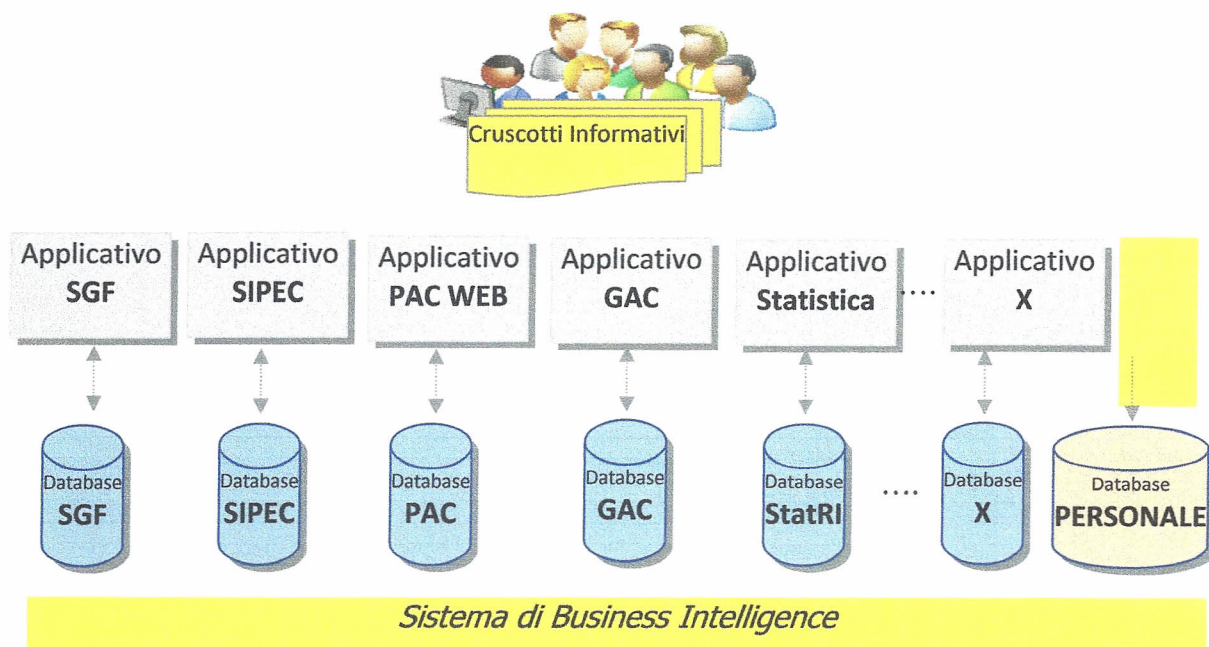 Cruscotti Informativi
Applicativo
SGF
Applicativo
SIPEC
Applicativo
PAC WEB
Applicativo
GAC
Applicativo
Statistica
....
Applicativo
X
Database
SGF
Database
SIPEC
Database
PAC
Database
GAC
Database
StatRI
....
Database
X
Database
PERSONALE
Sistema di Business Intelligence